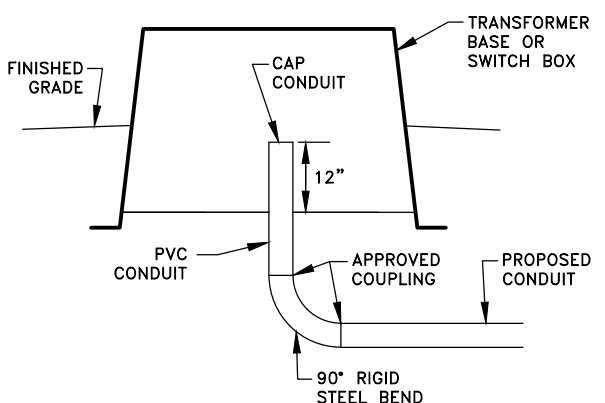 TRANSFORMER
BASE OR
SWITCH BOX
FINISHED
GRADE
CAP
CONDUIT
12”
PVC
CONDUIT
APPROVED
COUPLING
PROPOSED
CONDUIT
90° RIGID
STEEL BEND